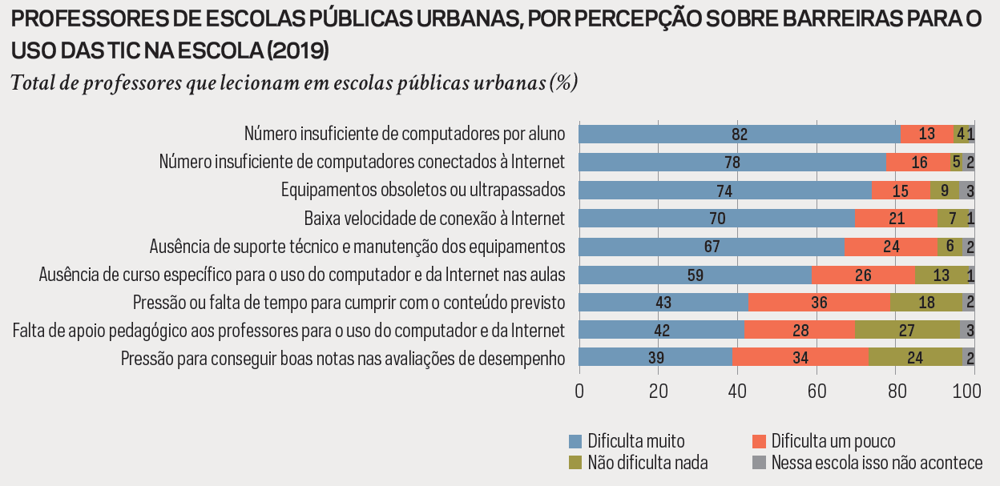 PROFESSORES DE ESCOLAS PÚBLICAS URBANAS, POR PERCEPÇÃO SOBRE BARREIRAS PARA O
USO DAS TIC NA ESCOLA (2019)
Total de professores que lecionam em escolas públicas urbanas (%)
Número insuficiente de computadores por aluno 82 13 4 1
Número insuficiente de computadores conectados à Internet 78 16 5 2
Equipamentos obsoletos ou ultrapassados 74 15 9 3
Baixa velocidade de conexão à Internet 70 21 7 1
Ausência de suporte técnico e manutenção dos equipamentos 67 24 6 2
Ausência de curso específico para o uso do computador e da Internet nas aulas 59 26 13 1
Pressão ou falta de tempo para cumprir com o conteúdo previsto 43 36 18 2
Falta de apoio pedagógico aos professores para o uso do computador e da Internet 42 28 27 3
Pressão para conseguir boas notas nas avaliações de desempenho 39 34 24 2
0 20 40 60 80 100
Dificulta muito Dificulta um pouco
Não dificulta nada Nessa escola isso não acontece